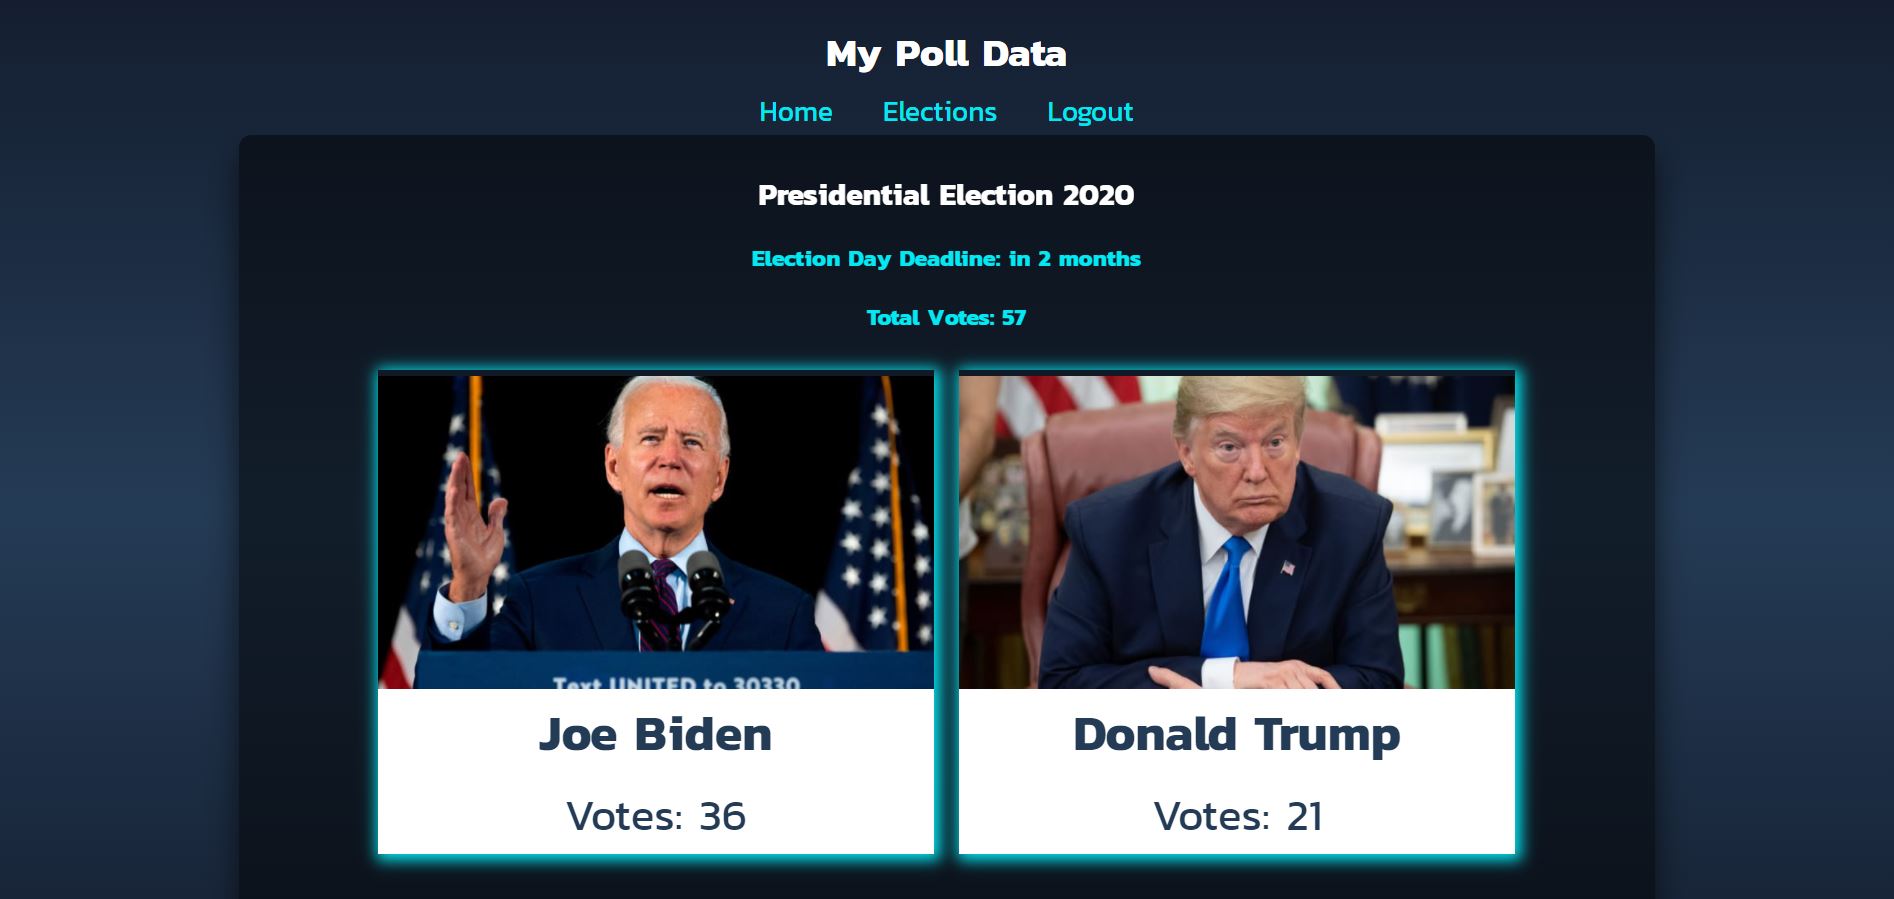 My Poll Data
Home Elections Logout
Presidential Election 2020
Election Day Deadline: in 2 months
Total Votes: 57
Text UNITED to 30330
Joe Biden
Votes: 36
Donald Trump
Votes: 21